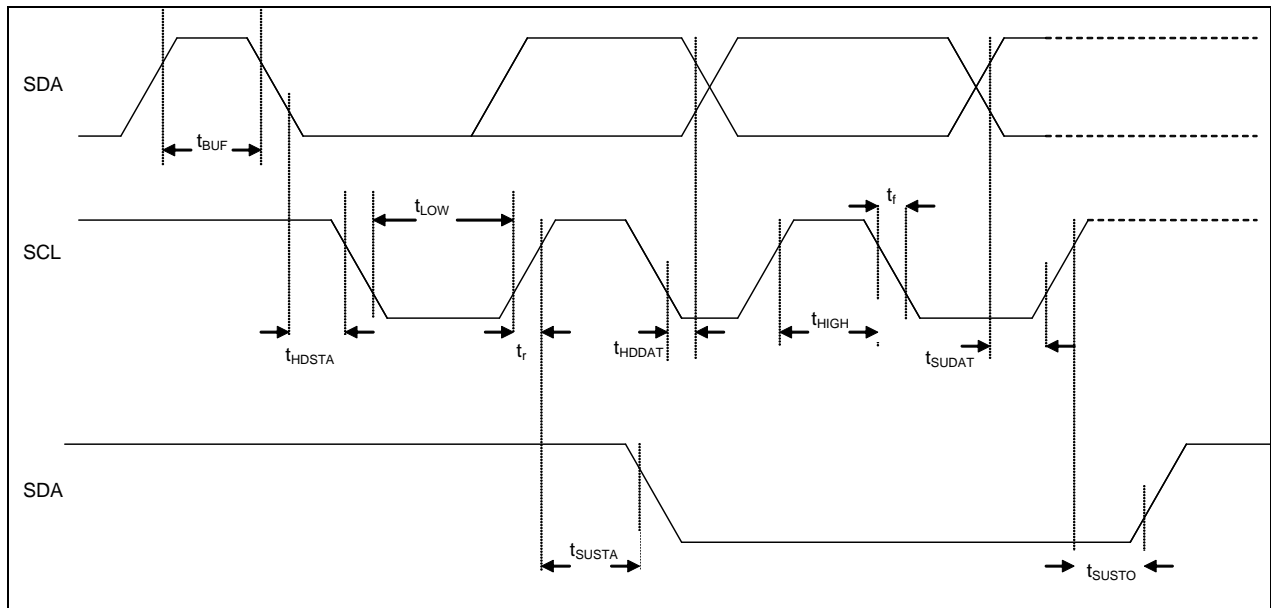 SDA
tBUF
tLOW
tf
SCL
tHDSTA
tr
tHDDAT
tHIGH
tSUDAT
SDA
tSUSTA
tSUSTO